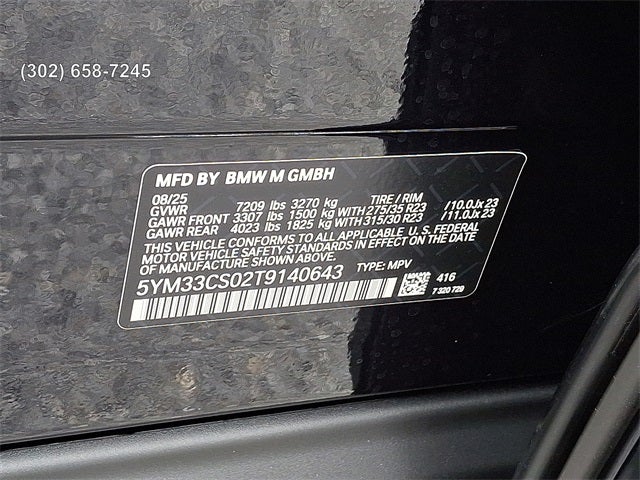 (302) 658-7245
MFD BY BMW M GMBH
08/25
GVWR 7209 lbs 3270 kg TIRE / RIM
GAWR FRONT 3307 lbs 1500 kg WITH 275/35 R23 /10.0Jx23
GAWR REAR 4023 lbs 1825 kg WITH 315/30 R23 /11.0Jx23
THIS VEHICLE CONFORMS TO ALL APPLICABLE U.S. FEDERAL
MOTOR VEHICLE SAFETY STANDARDS IN EFFECT ON THE
DATE OF MANUFACTURE SHOWN ABOVE.
5YM33CS02T9140643 TYPE: MPV
416
7 320 729